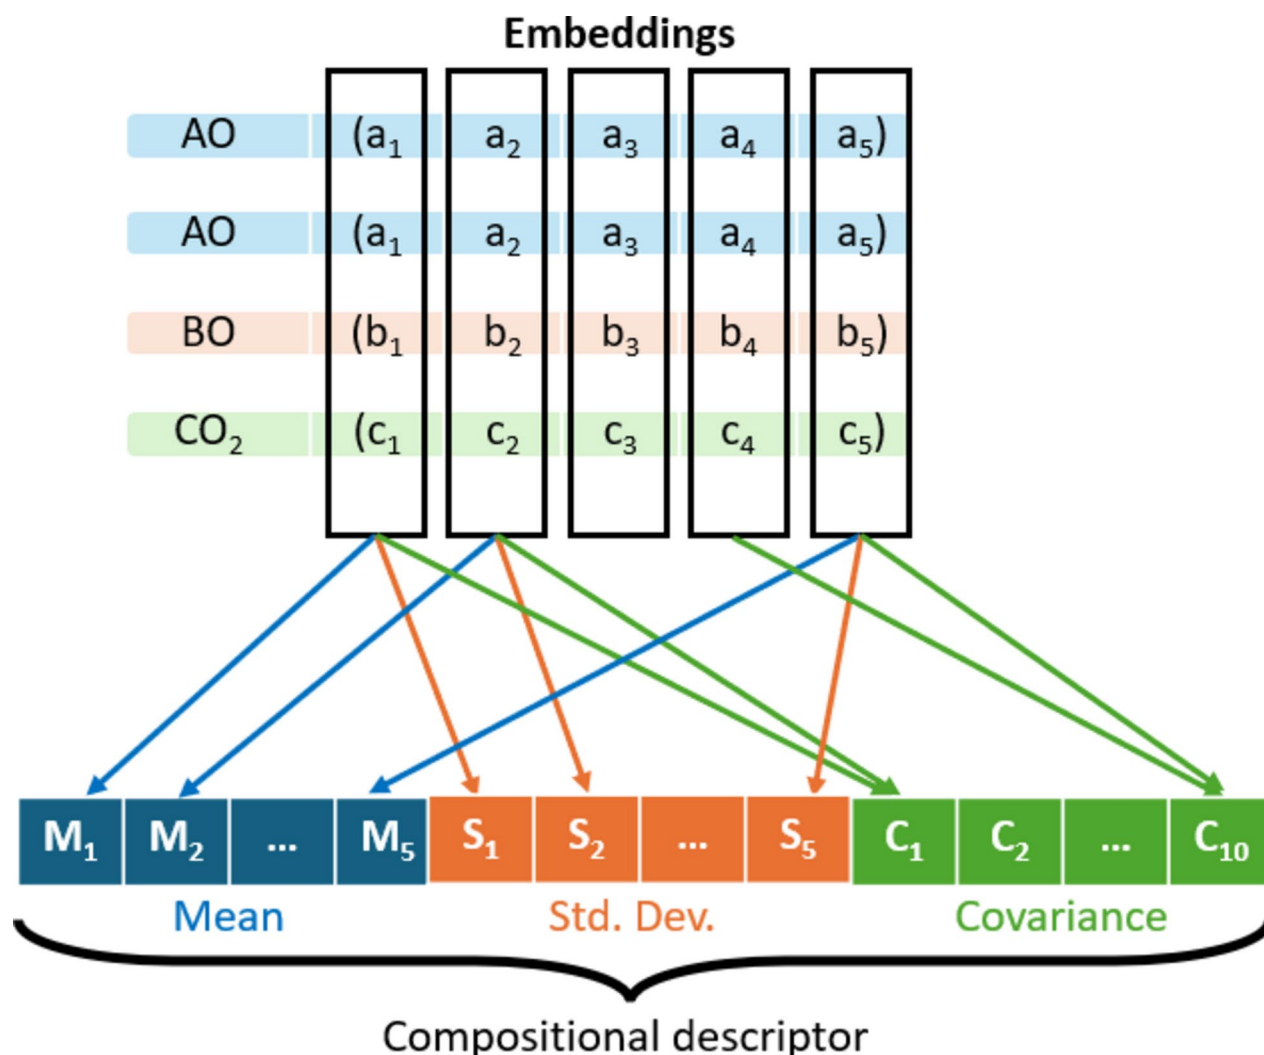 Embeddings
AO (a₁ a₂ a₃ a₄ a₅)
AO (a₁ a₂ a₃ a₄ a₅)
BO (b₁ b₂ b₃ b₄ b₅)
CO₂ (c₁ c₂ c₃ c₄ c₅)
M₁ M₂ ... M₅ S₁ S₂ ... S₅ C₁ C₂ ... C₁₀
Mean Std. Dev. Covariance
Compositional descriptor